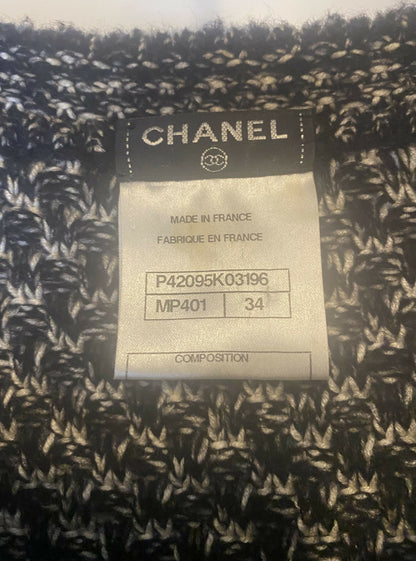 CHANEL
MADE IN FRANCE
FABRIQUE EN FRANCE
P42095K03196
MP401 34
COMPOSITION